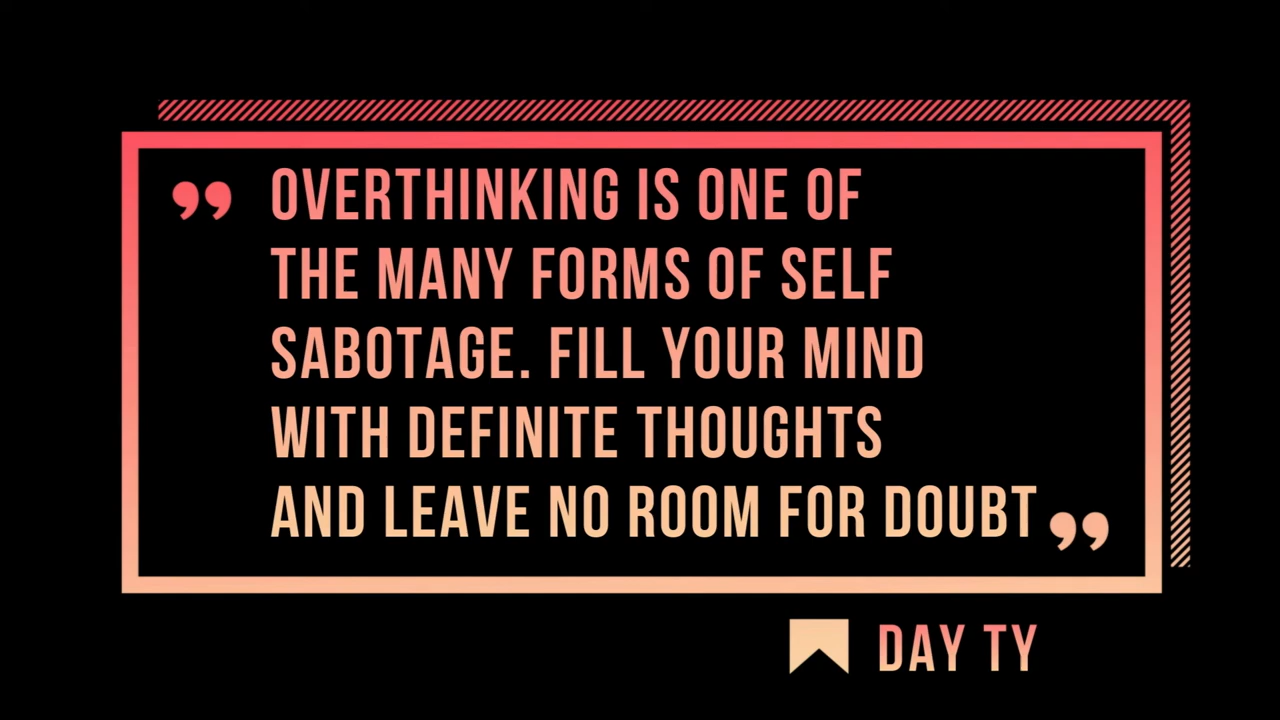 ” OVERTHINKING IS ONE OF
THE MANY FORMS OF SELF
SABOTAGE. FILL YOUR MIND
WITH DEFINITE THOUGHTS
AND LEAVE NO ROOM FOR DOUBT ”
DAY TY